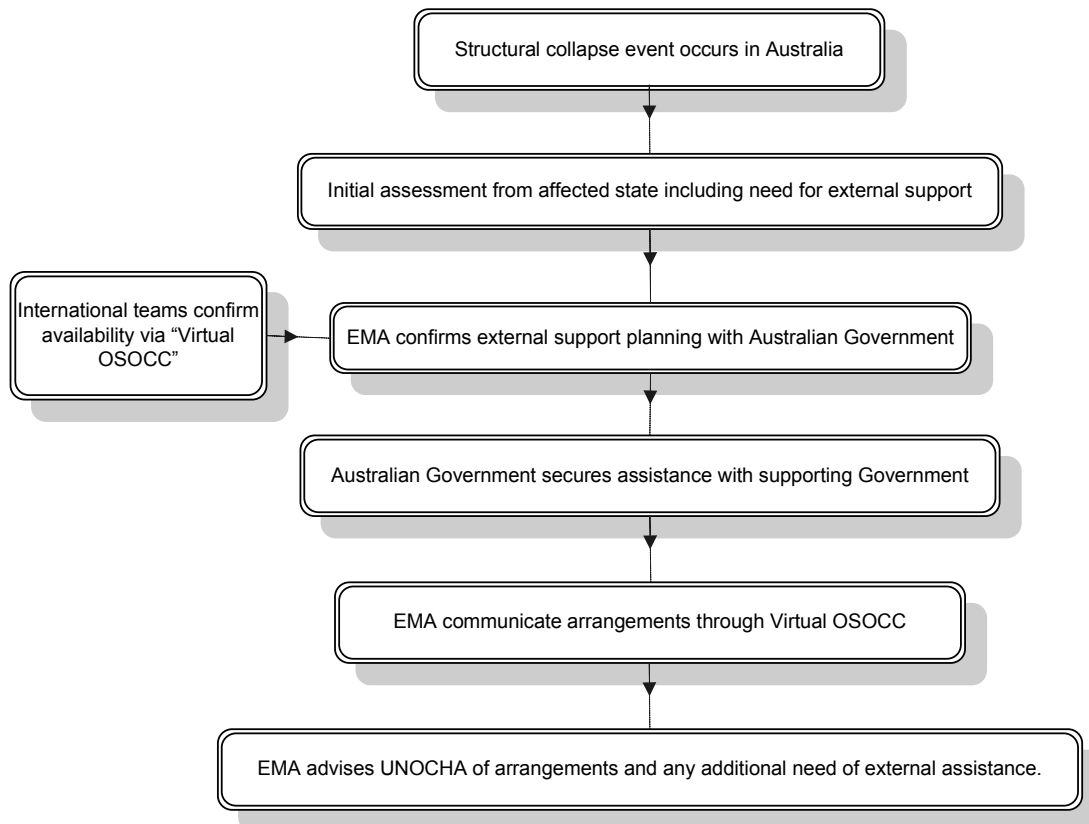 Structural collapse event occurs in Australia
Initial assessment from affected state including need for external support
International teams confirm
availability via “Virtual
OSOCC”
EMA confirms external support planning with Australian Government
Australian Government secures assistance with supporting Government
EMA communicate arrangements through Virtual OSOCC
EMA advises UNOCHA of arrangements and any additional need of external assistance.